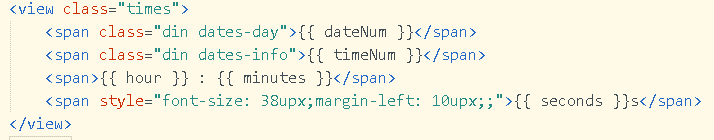 <view class="times">
<span class="din dates-day">{{ dateNum }}</span>
<span class="din dates-info">{{ timeNum }}</span>
<span>{{ hour }} : {{ minutes }}</span>
<span style="font-size: 38upx;margin-left: 10upx;;">{{ seconds }}s</span>
</view>